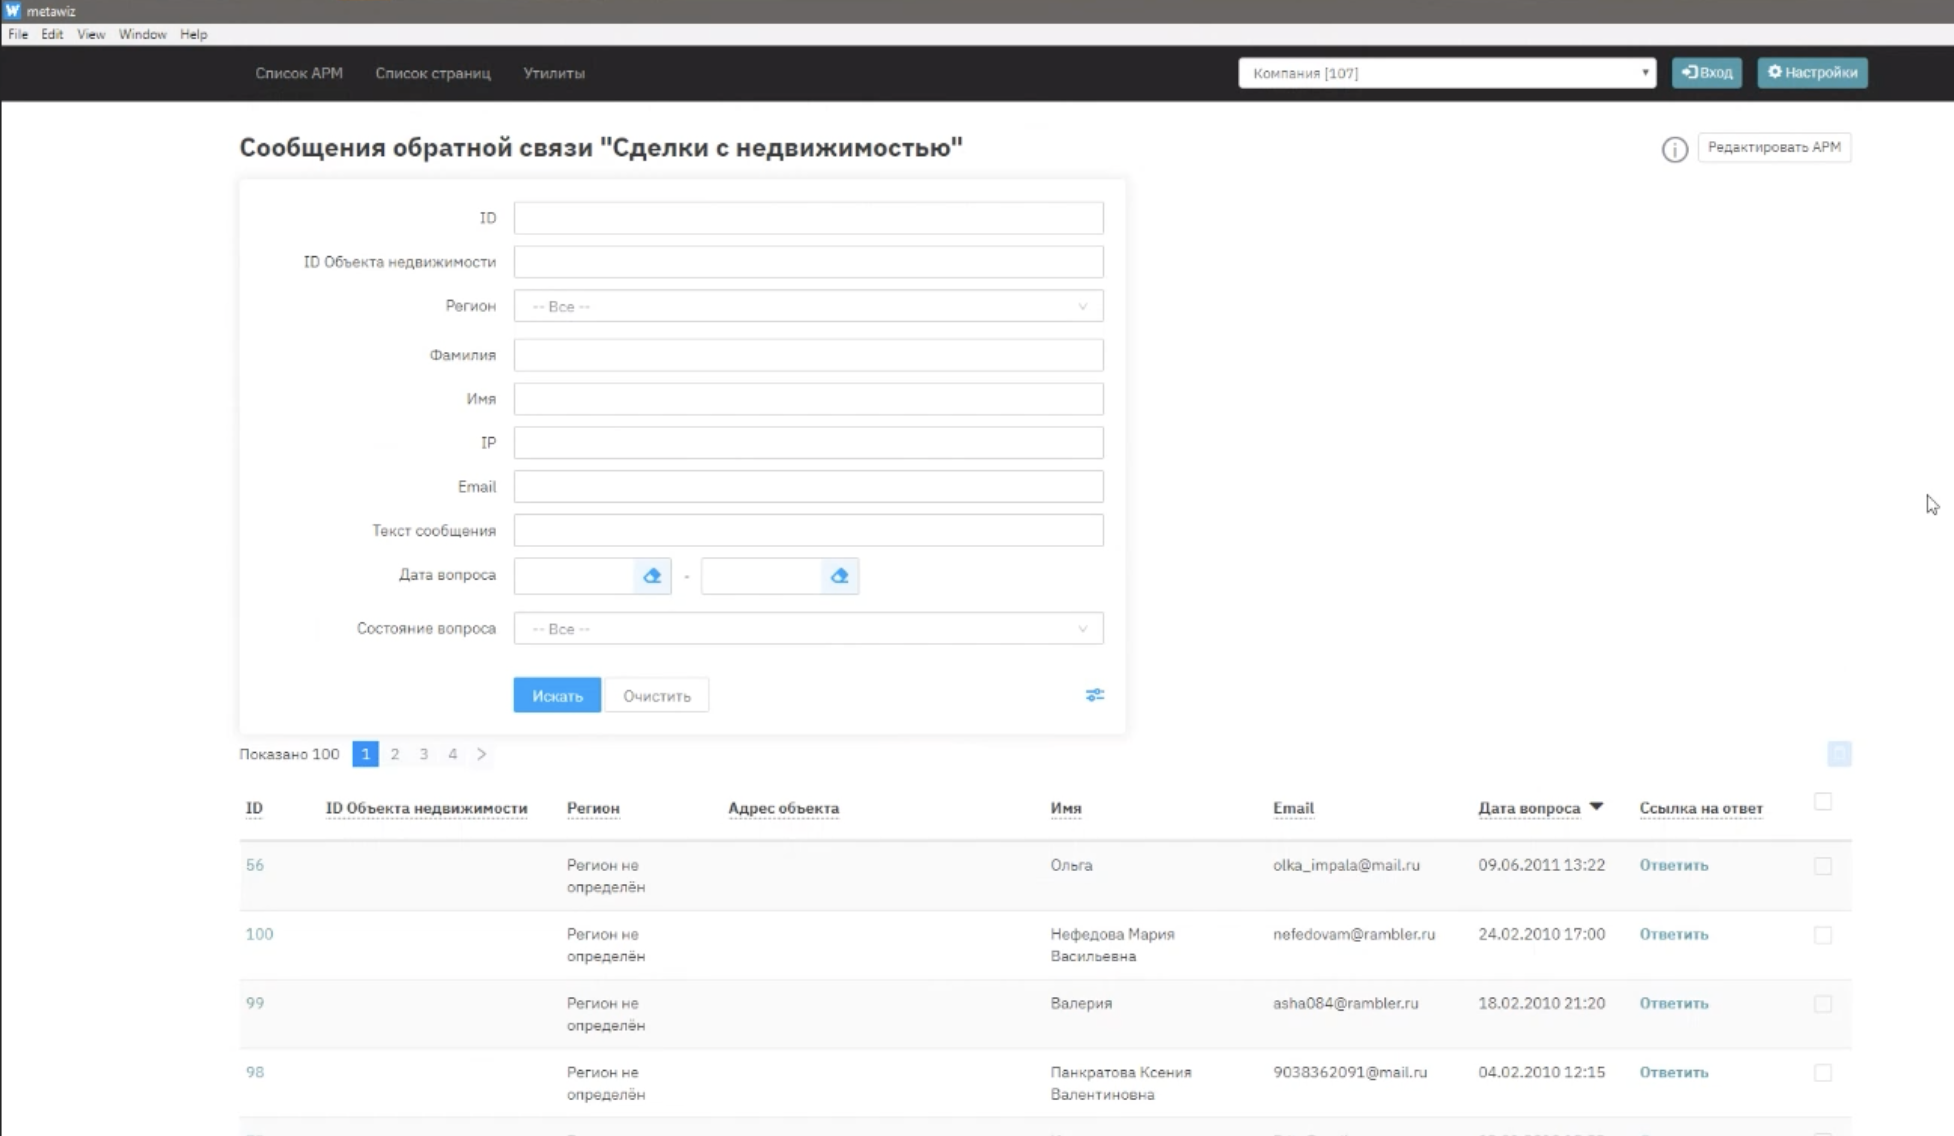 metawiz
File Edit View Window Help
Список АРМ Список страниц Утилиты Компания [107] Вход Настройки
Сообщения обратной связи "Сделки с недвижимостью" Редактировать АРМ
ID
ID Объекта недвижимости
Регион -- Все --
Фамилия
Имя
IP
Email
Текст сообщения
Дата вопроса -
Состояние вопроса -- Все --
Искать Очистить
Показано 100 1 2 3 4 >
ID ID Объекта недвижимости Регион Адрес объекта Имя Email Дата вопроса Ссылка на ответ
56 Регион не Ольга olka_impala@mail.ru 09.06.2011 13:22 Ответить
определён
100 Регион не Нефедова Мария nefedovam@rambler.ru 24.02.2010 17:00 Ответить
определён Васильевна
99 Регион не Валерия asha084@rambler.ru 18.02.2010 21:20 Ответить
определён
98 Регион не Панкратова Ксения 9038362091@mail.ru 04.02.2010 12:15 Ответить
определён Валентиновна